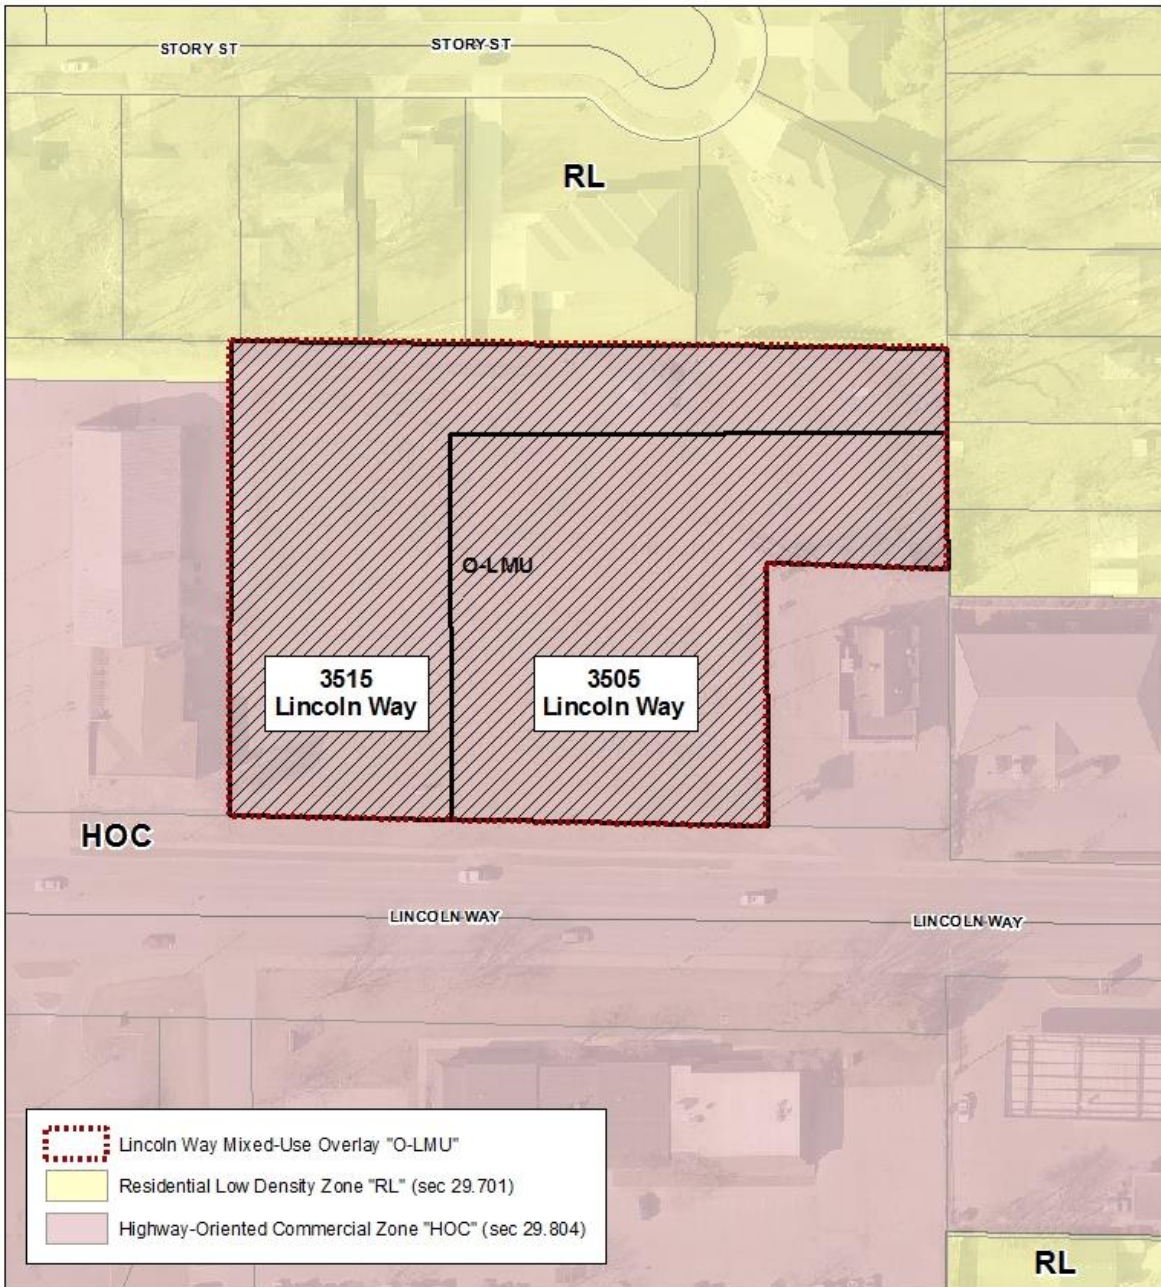 STORY ST
STORY ST
RL
O-LMU
3515
Lincoln Way
3505
Lincoln Way
HOC
LINCOLN WAY
LINCOLN WAY
Lincoln Way Mixed-Use Overlay "O-LMU"
Residential Low Density Zone "RL" (sec 29.701)
Highway-Oriented Commercial Zone "HOC" (sec 29.804)
RL